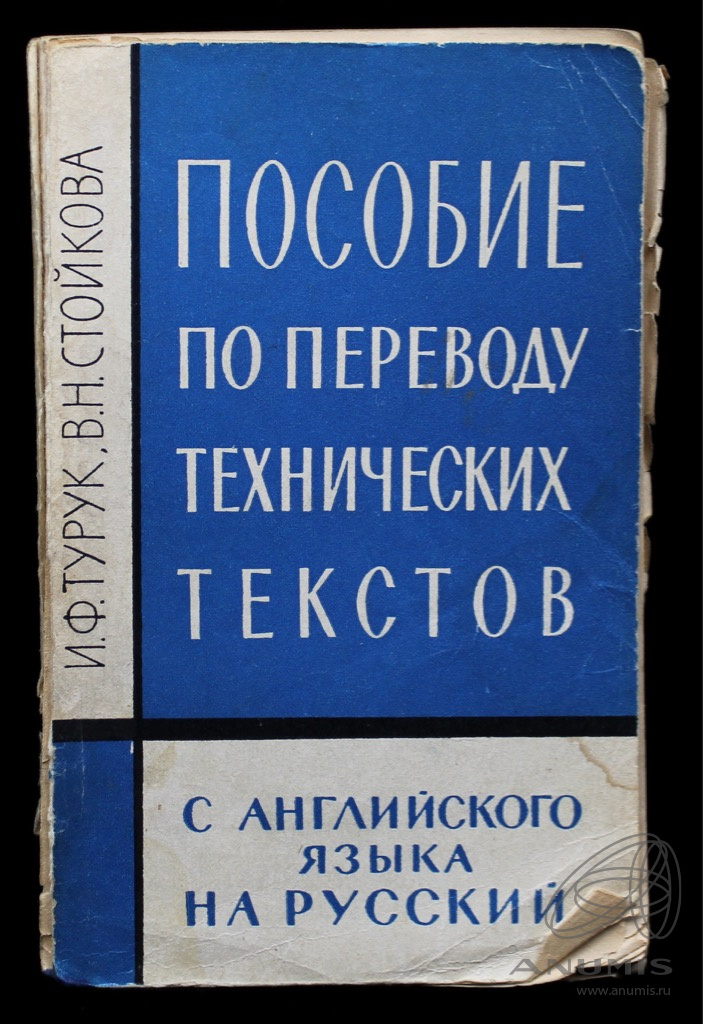 И.Ф.ТУРУК, В.Н.СТОЙКОВА
ПОСОБИЕ
ПО ПЕРЕВОДУ
ТЕХНИЧЕСКИХ
ТЕКСТОВ
С АНГЛИЙСКОГО
ЯЗЫКА
НА РУССКИЙ
ANUMIS
www.anumis.ru